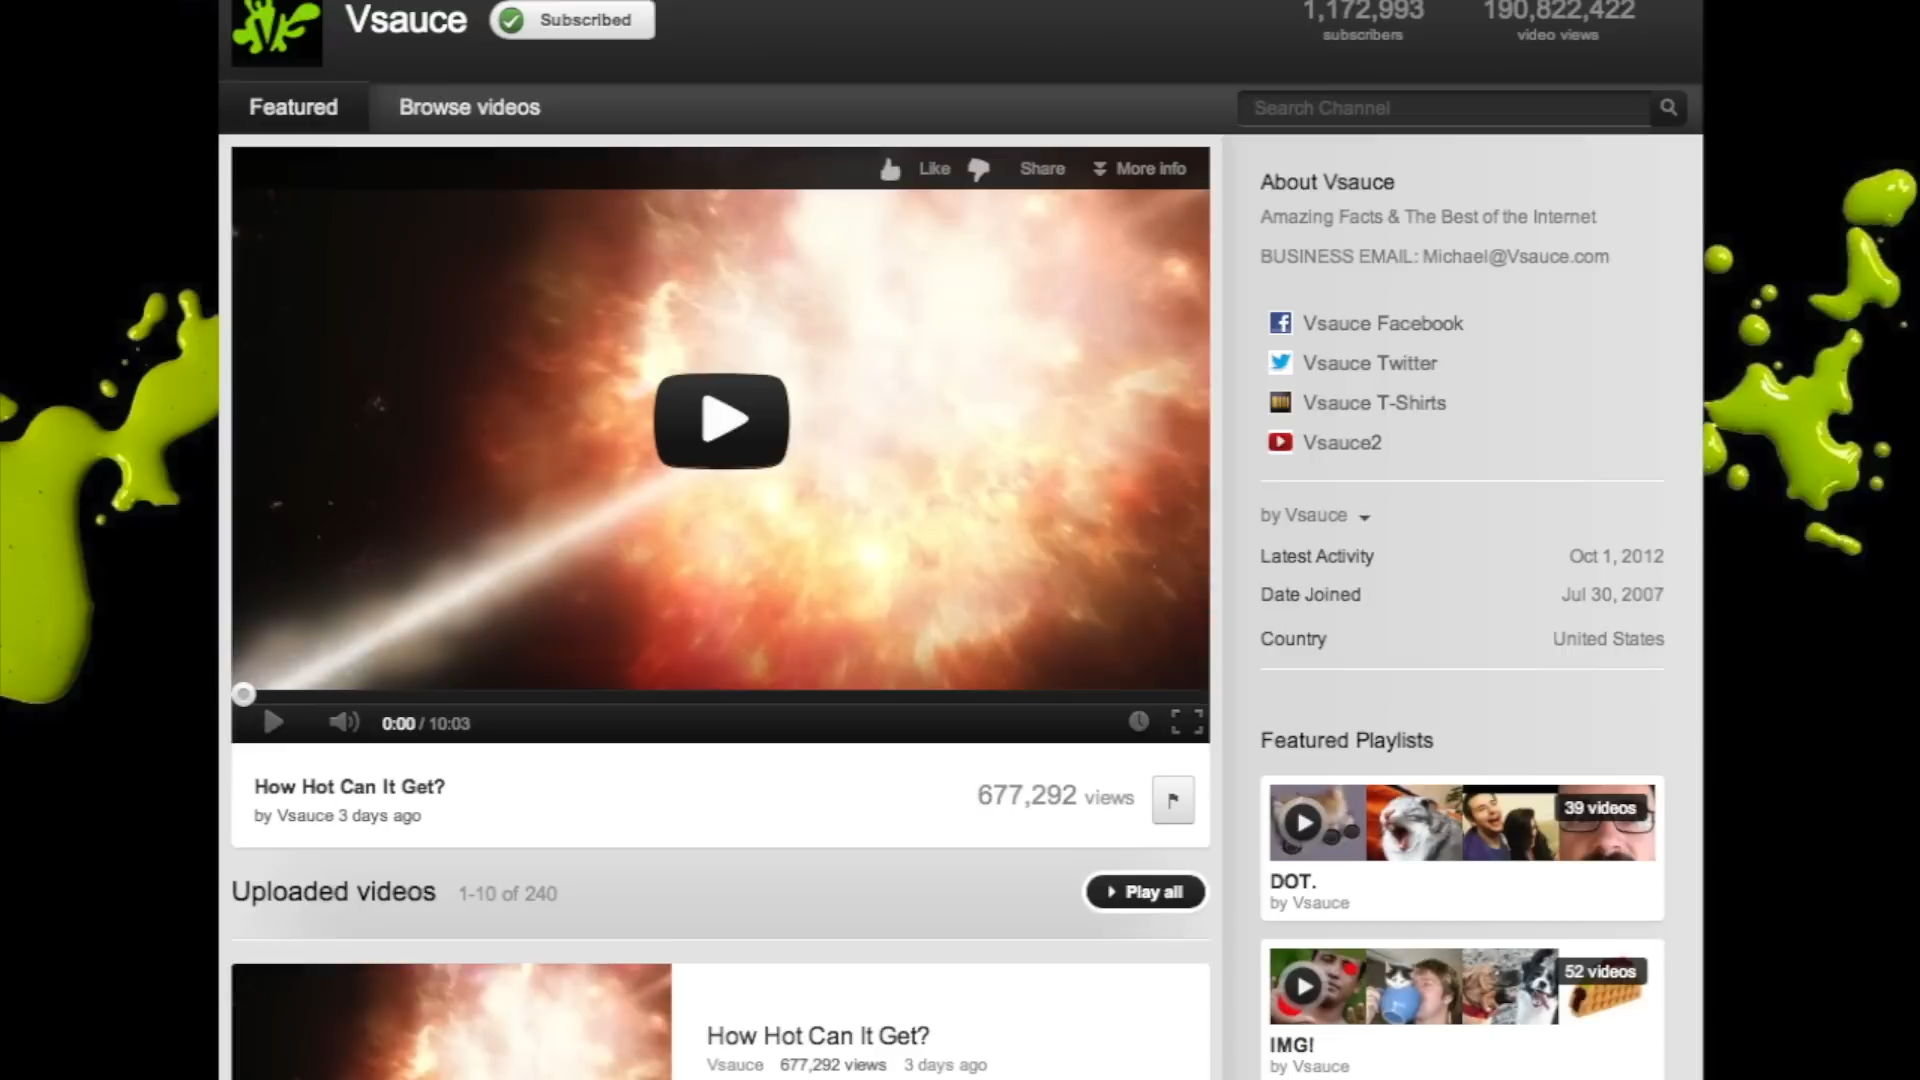 Vsauce
Subscribed
1,172,993
subscribers
190,822,422
video views
Featured
Browse videos
Search Channel
Like
Share
More info
0:00 / 10:03
How Hot Can It Get?
by Vsauce 3 days ago
677,292 views
Uploaded videos 1-10 of 240
Play all
How Hot Can It Get?
Vsauce 677,292 views 3 days ago
About Vsauce
Amazing Facts & The Best of the Internet
BUSINESS EMAIL: Michael@Vsauce.com
Vsauce Facebook
Vsauce Twitter
Vsauce T-Shirts
Vsauce2
by Vsauce
Latest Activity Oct 1, 2012
Date Joined Jul 30, 2007
Country United States
Featured Playlists
39 videos
DOT.
by Vsauce
52 videos
IMG!
by Vsauce